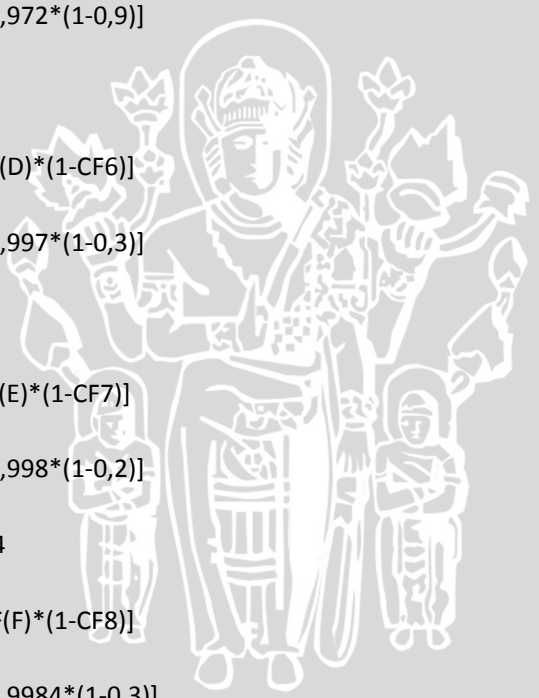 ,972*(1-0,9)]
(D)*(1-CF6)]
,997*(1-0,3)]
(E)*(1-CF7)]
,998*(1-0,2)]
4
F(F)*(1-CF8)]
,9984*(1-0,3)]